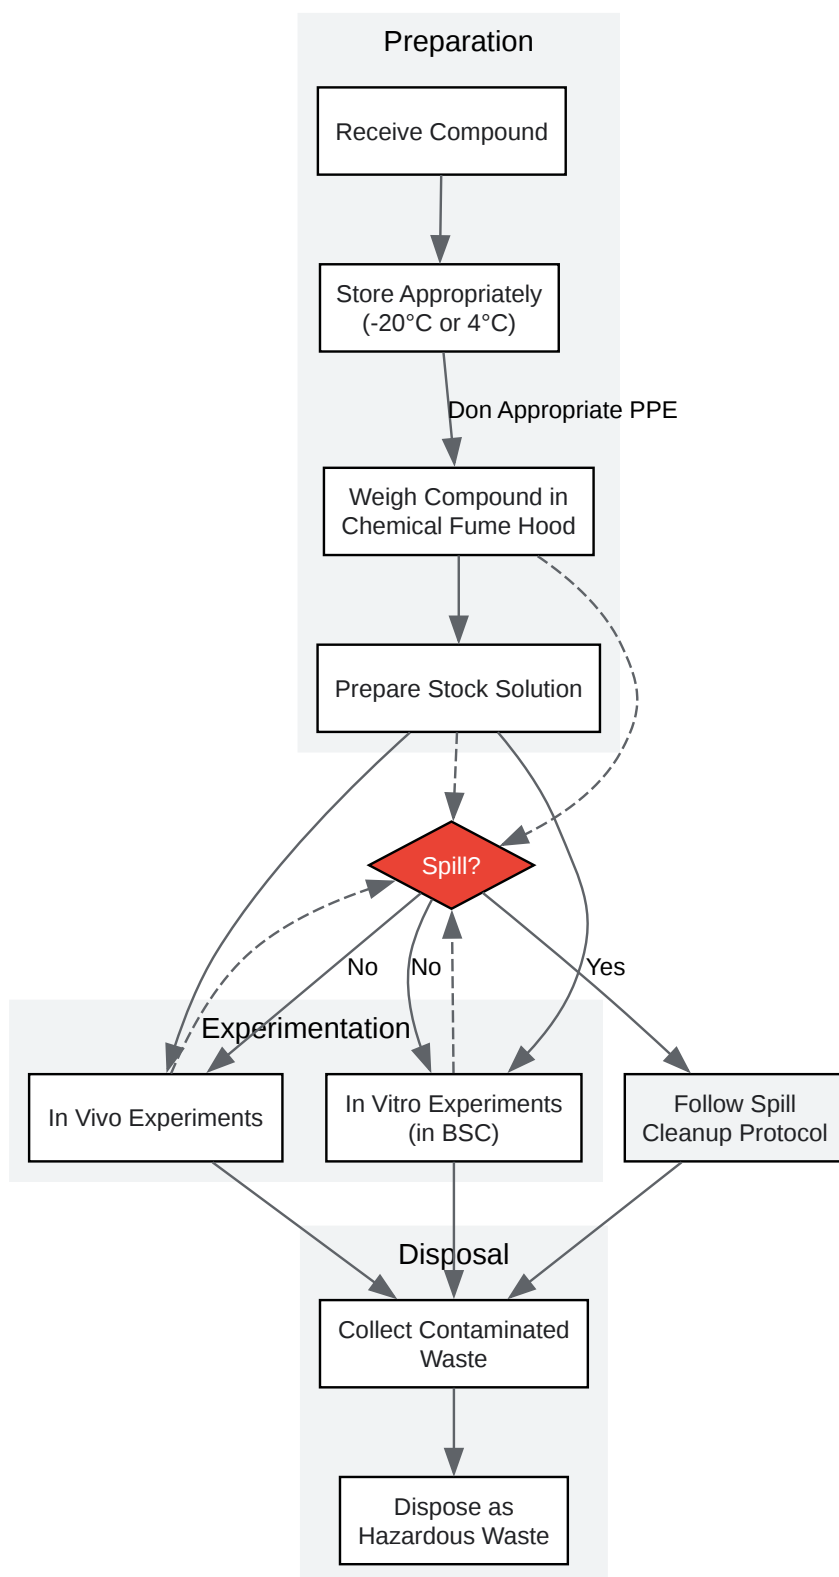 Preparation
Receive Compound
Store Appropriately
(-20°C or 4°C)
Don Appropriate PPE
Weigh Compound in
Chemical Fume Hood
Prepare Stock Solution
Spill?
No
No
Yes
Experimentation
In Vivo Experiments
In Vitro Experiments
(in BSC)
Follow Spill
Cleanup Protocol
Disposal
Collect Contaminated
Waste
Dispose as
Hazardous Waste